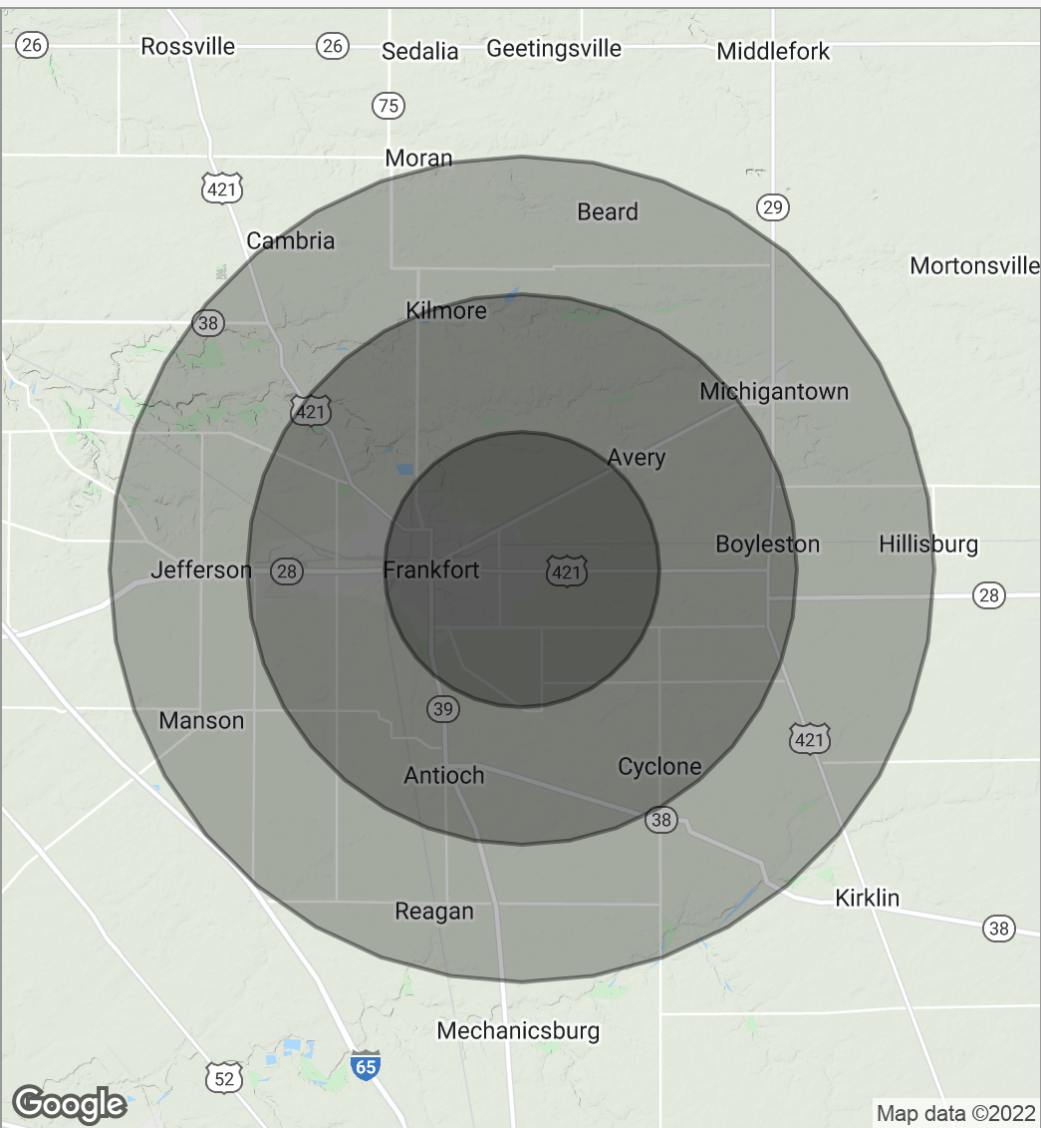 26
Rossville
26
Sedalia
Geetingsville
Middlefork
75
Moran
421
29
Beard
Cambria
Mortonsville
Kilmore
38
Michigantown
421
Avery
Boyleston
Hillisburg
Jefferson
28
Frankfort
421
28
39
Manson
421
Cyclone
Antioch
38
Kirklin
Reagan
38
Mechanicsburg
65
52
Google
Map data ©2022